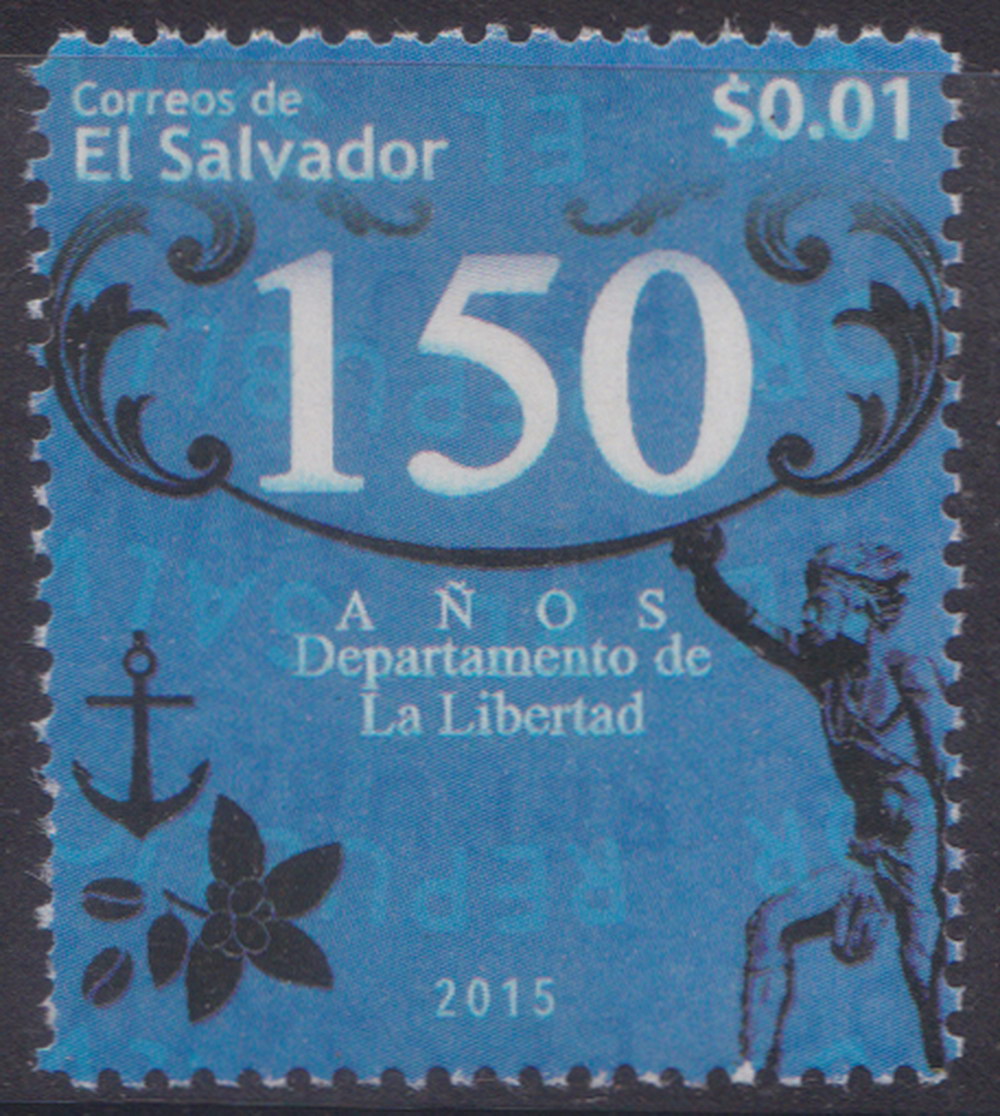 Correos de
El Salvador
$0.01
150
AÑOS
Departamento de
La Libertad
2015